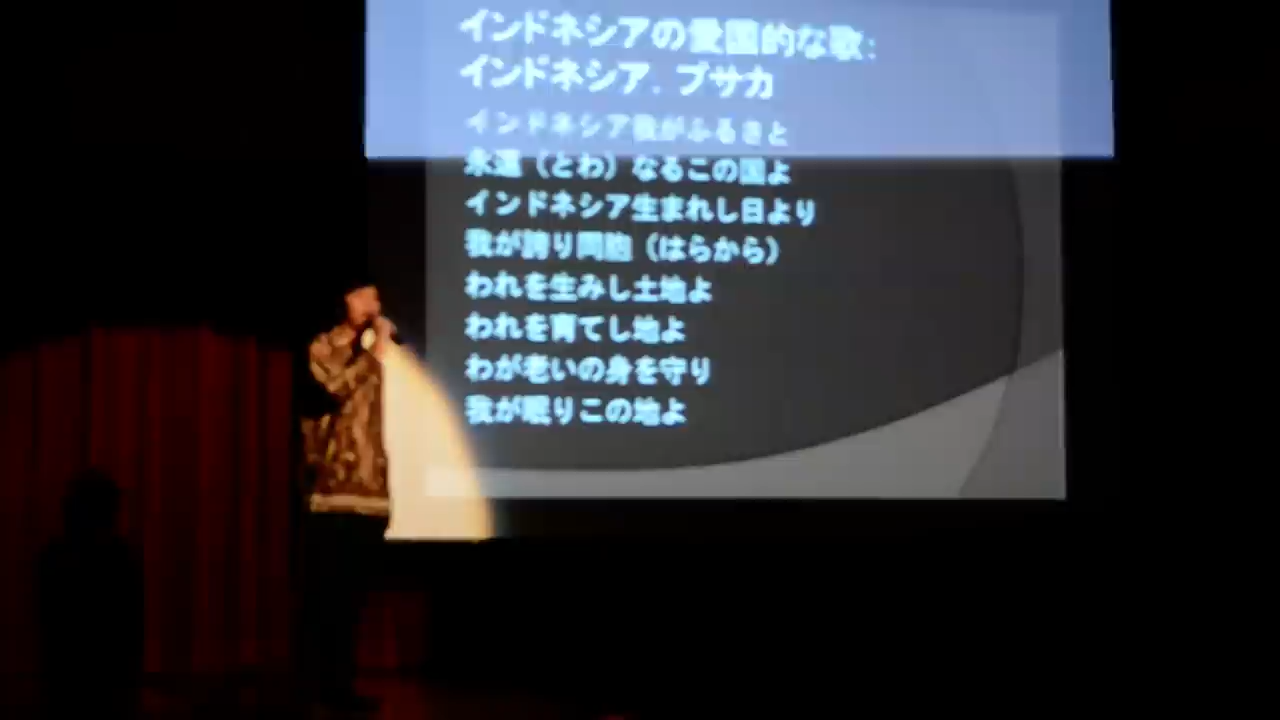 インドネシアの愛国的な歌:
インドネシア．プサカ
インドネシア我がふるさと
永遠（とわ）なるこの国よ
インドネシア生まれし日より
我が誇り同胞（はらから）
われを生みし土地よ
われを育てし地よ
わが老いの身を守り
我が眠りこの地よ